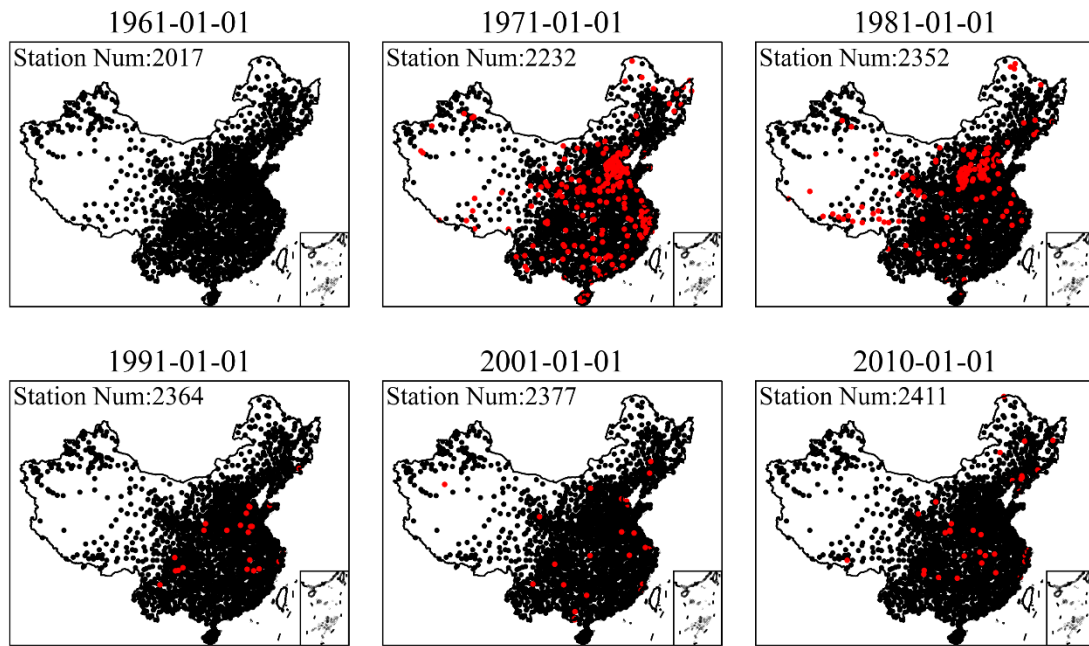 1961-01-01
Station Num:2017
1971-01-01
Station Num:2232
1981-01-01
Station Num:2352
1991-01-01
Station Num:2364
2001-01-01
Station Num:2377
2010-01-01
Station Num:2411